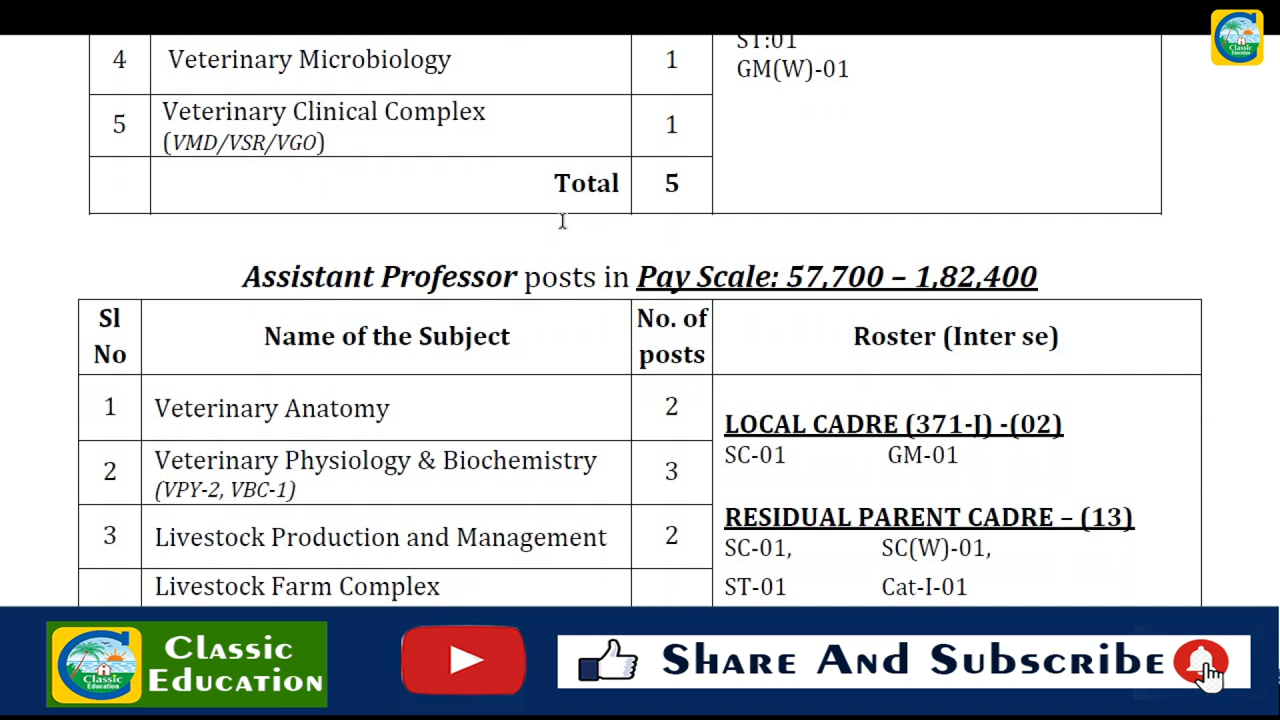 Classic
Education
ST:01
4 Veterinary Microbiology 1
GM(W)-01
5 Veterinary Clinical Complex 1
(VMD/VSR/VGO)
Total 5
Assistant Professor posts in Pay Scale: 57,700 – 1,82,400
Sl No Name of the Subject No. of posts Roster (Inter se)
1 Veterinary Anatomy 2
LOCAL CADRE (371-J) -(02)
SC-01 GM-01
2 Veterinary Physiology & Biochemistry 3
(VPY-2, VBC-1)
RESIDUAL PARENT CADRE – (13)
3 Livestock Production and Management 2
SC-01, SC(W)-01,
Livestock Farm Complex
ST-01 Cat-I-01
Classic
Education
Classic
Education
Share And Subscribe